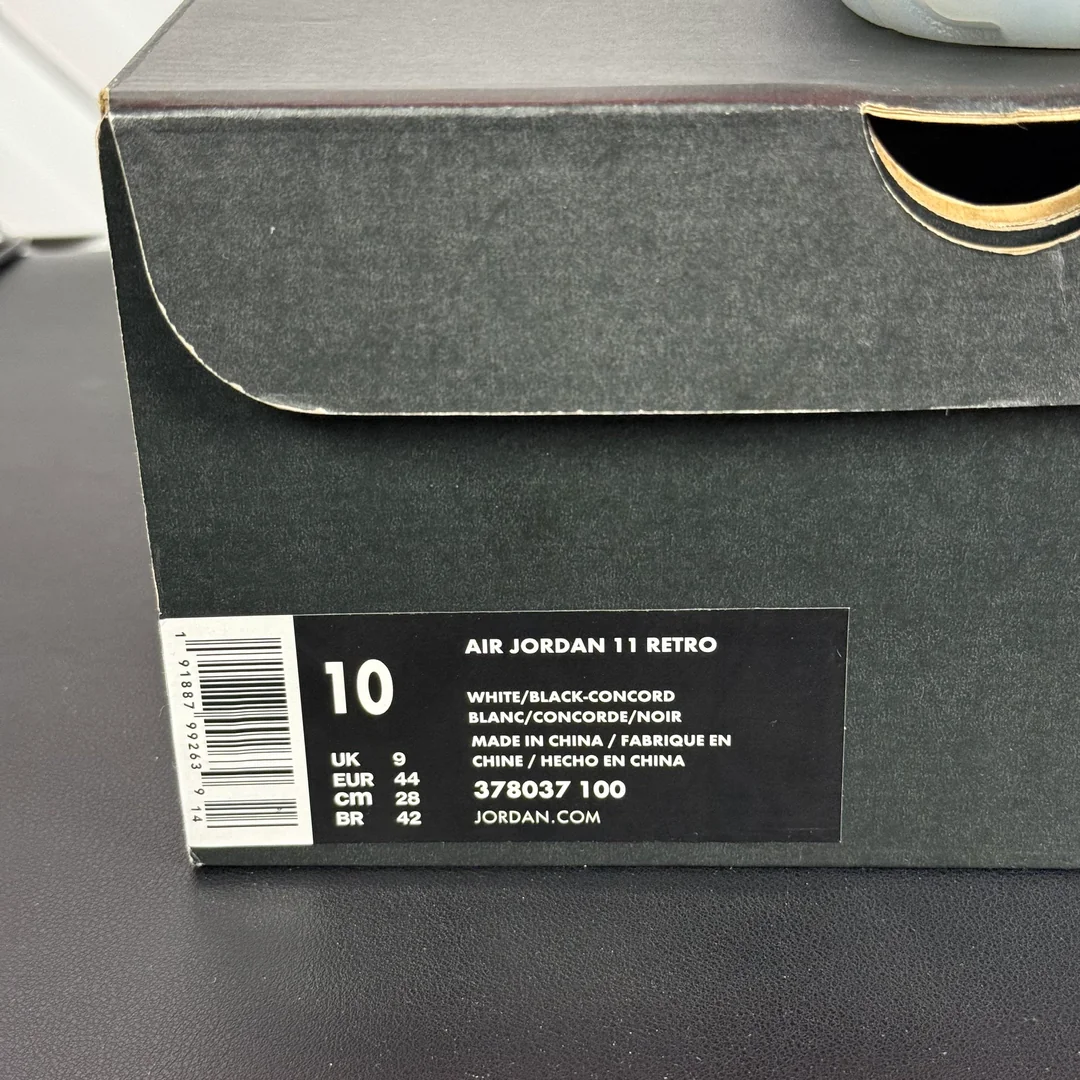 1 91887 99263 9 14
10
UK 9
EUR 44
cm 28
BR 42
AIR JORDAN 11 RETRO
WHITE/BLACK-CONCORD
BLANC/CONCORDE/NOIR
MADE IN CHINA / FABRIQUE EN
CHINE / HECHO EN CHINA
378037 100
JORDAN.COM